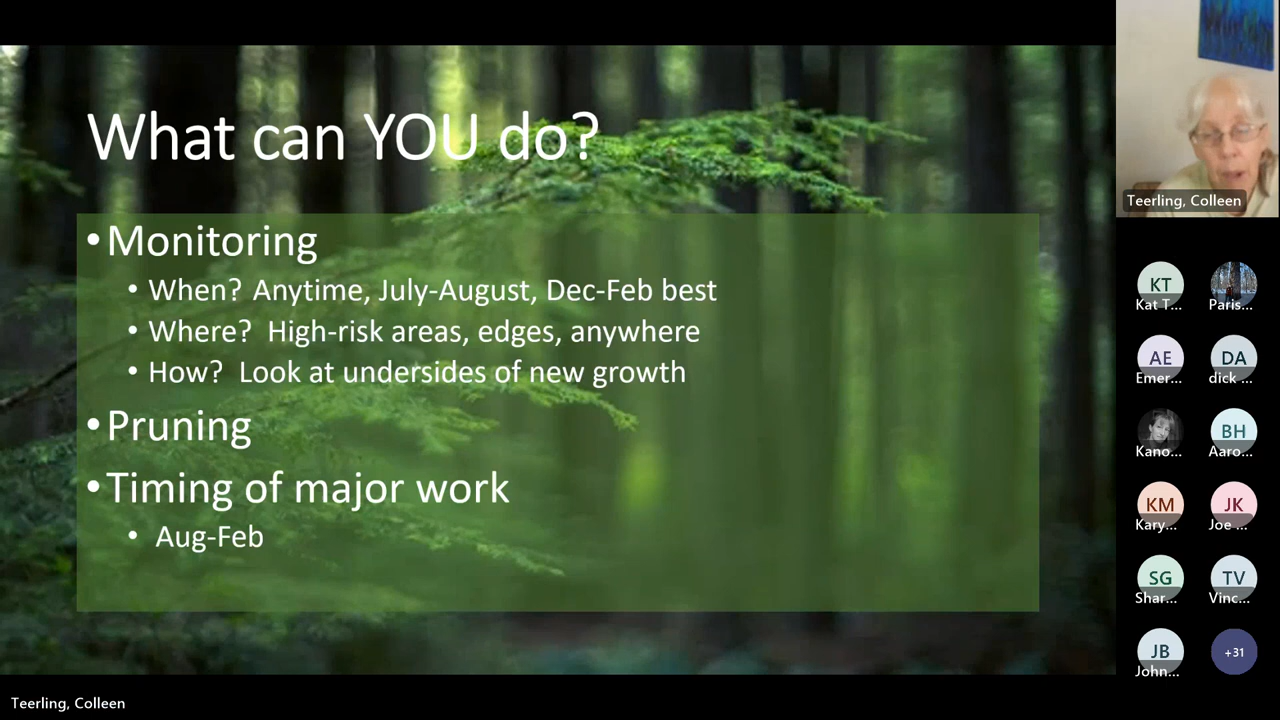 What can YOU do?
•Monitoring
• When? Anytime, July-August, Dec-Feb best
• Where? High-risk areas, edges, anywhere
• How? Look at undersides of new growth
•Pruning
•Timing of major work
• Aug-Feb
Teerling, Colleen
KT
Kat T...
Paris...
AE
Emer...
DA
dick ...
Kano...
BH
Aaro...
KM
Kary...
JK
Joe ...
SG
Shar...
TV
Vinc...
JB
John...
+31
Teerling, Colleen